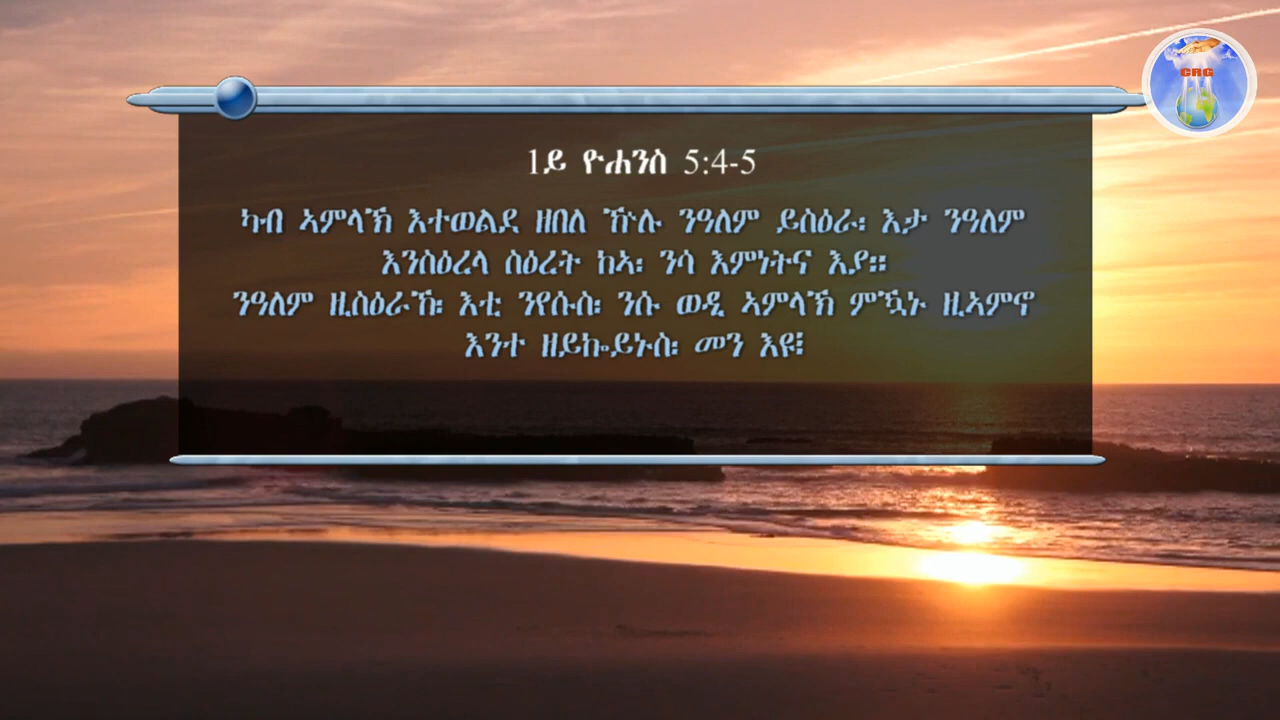 1ይ ዮሐንስ 5:4-5
ካብ ኣምላኽ እተወልደ ዘበለ ዅሉ ንዓለም ይስዕራ፡ እታ ንዓለም
እንስዕረላ ስዕረት ከኣ፡ ንሳ እምነትና እያ።
ንዓለም ዚስዕራኸ፡ እቲ ንየሱስ፡ ንሱ ወዲ ኣምላኽ ምዃኑ ዚኣምኖ
እንተ ዘይኰይኑስ፡ መን እዩ፧
CRG